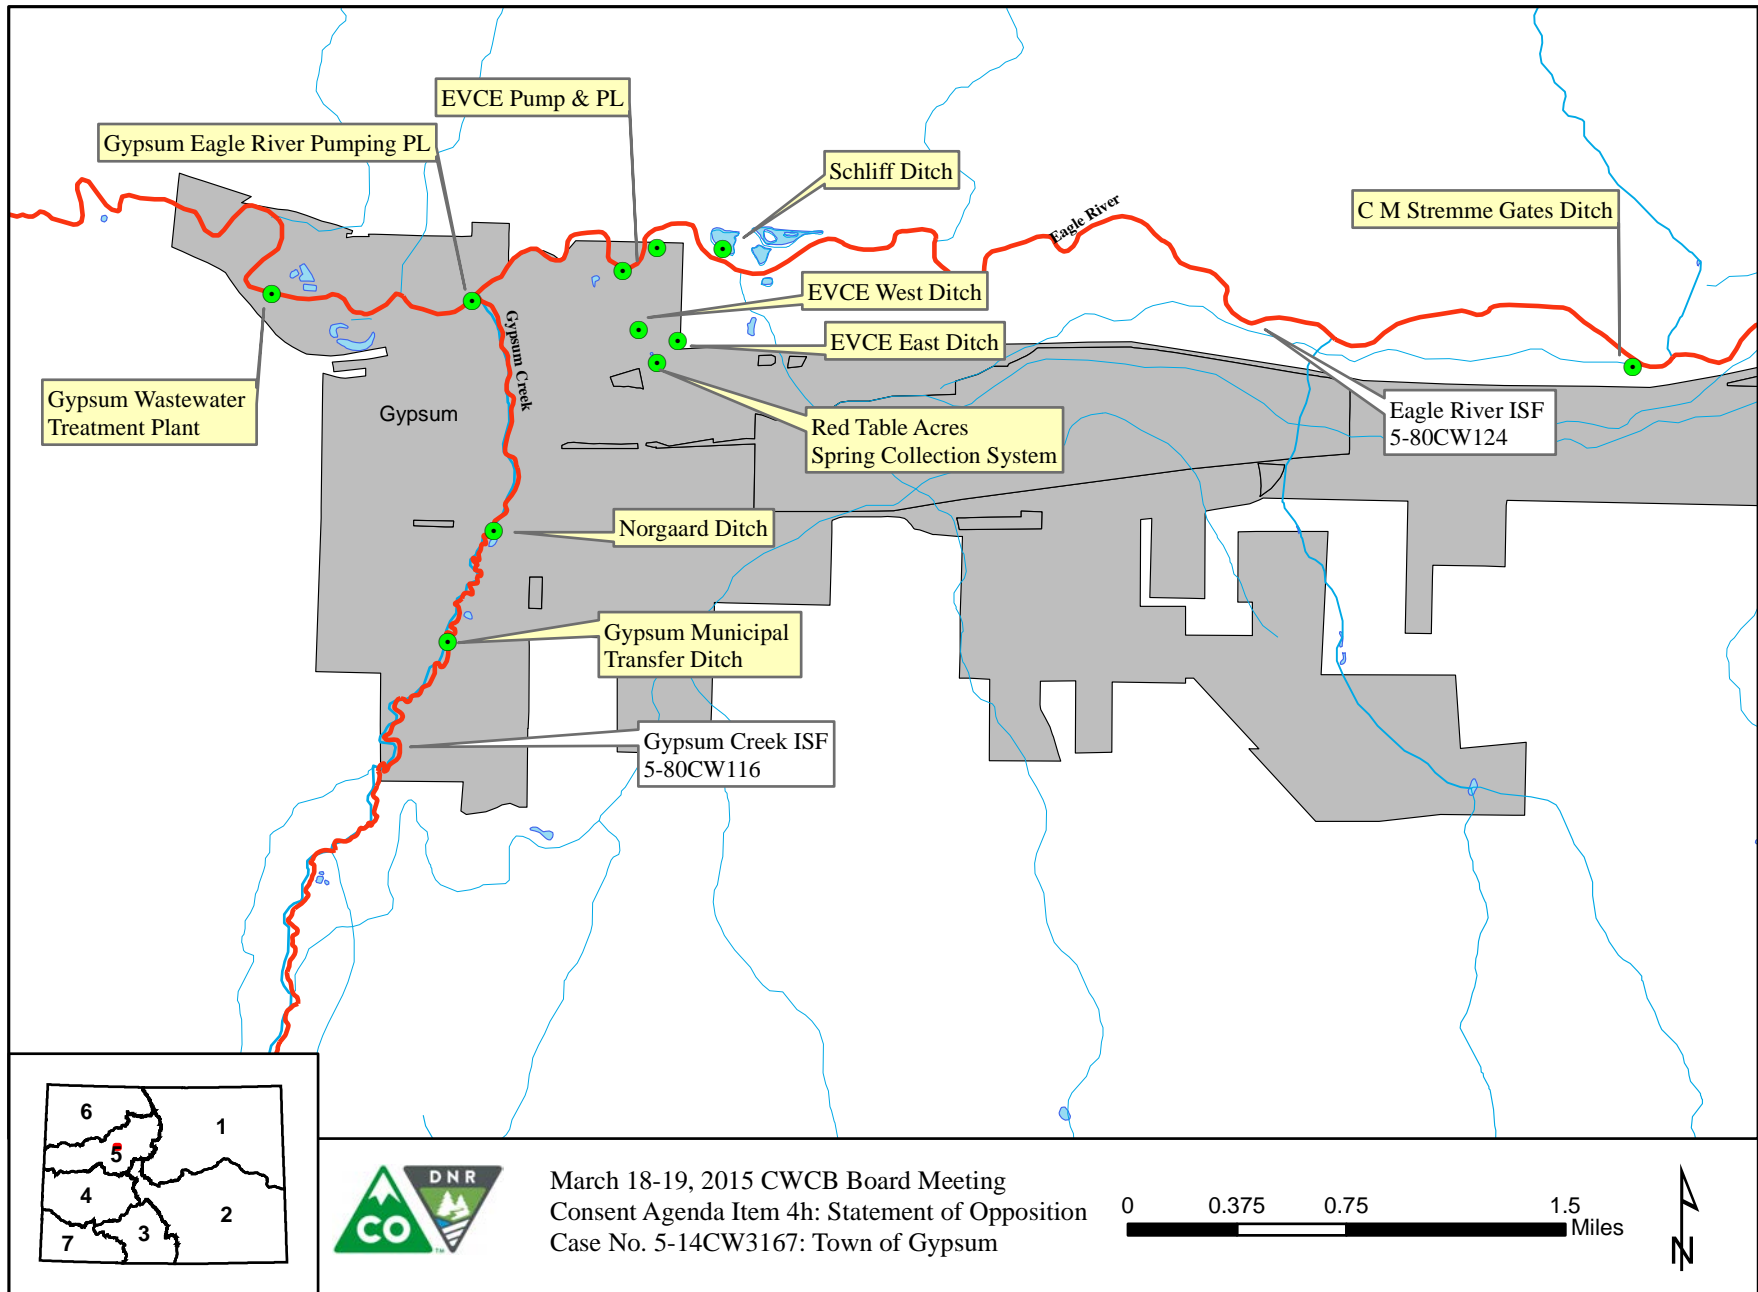 EVCE Pump & PL
Gypsum Eagle River Pumping PL
Schliff Ditch
C M Stremme Gates Ditch
Eagle River
EVCE West Ditch
EVCE East Ditch
Gypsum Creek
Gypsum Wastewater
Treatment Plant
Gypsum
Red Table Acres
Spring Collection System
Eagle River ISF
5-80CW124
Norgaard Ditch
Gypsum Municipal
Transfer Ditch
Gypsum Creek ISF
5-80CW116
6
1
5
4
2
3
7
CO
TM
DNR
March 18-19, 2015 CWCB Board Meeting
Consent Agenda Item 4h: Statement of Opposition
Case No. 5-14CW3167: Town of Gypsum
0 0.375 0.75 1.5
Miles
N